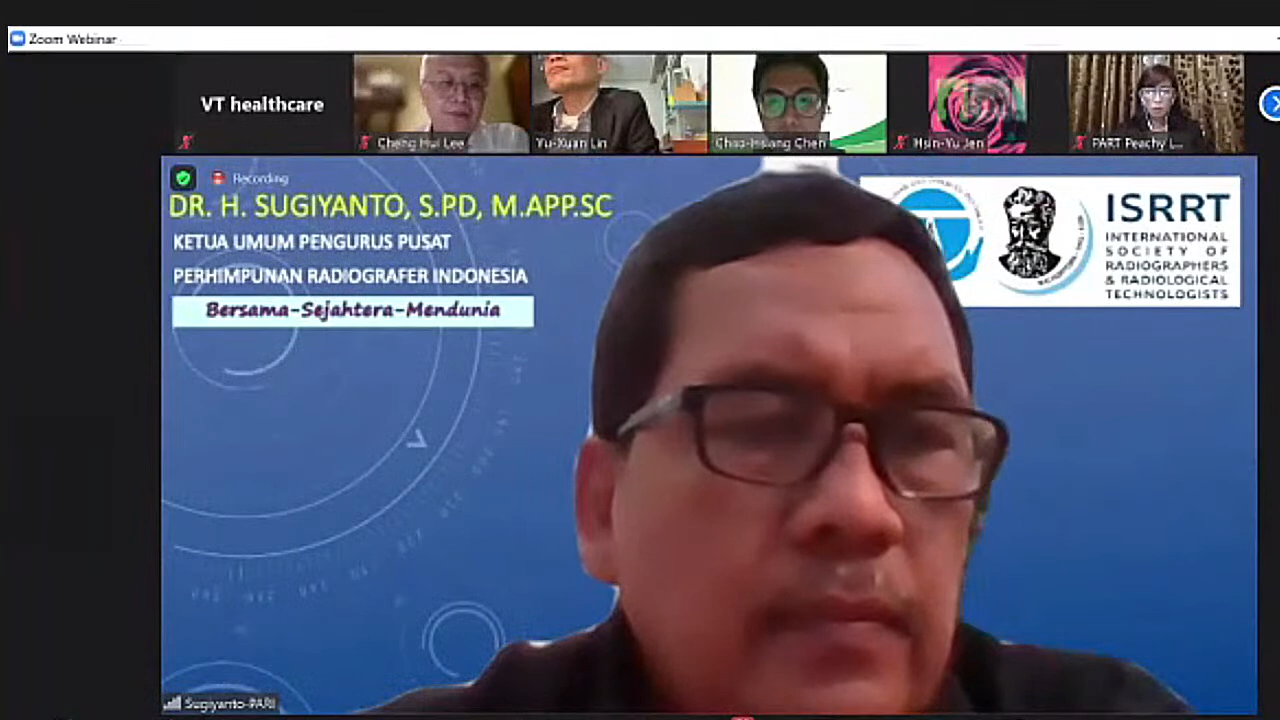 Zoom Webinar
VT healthcare
Cheng Hui Lee
Yu-Xuan Lin
Chao-Hsiang Chen
Hsin-Yu Jen
PART Peachy L...
Recording
DR. H. SUGIYANTO, S.PD, M.APP.SC
KETUA UMUM PENGURUS PUSAT
PERHIMPUNAN RADIOGRAFER INDONESIA
Bersama-Sejahtera-Mendunia
ISRRT
INTERNATIONAL
SOCIETY OF
RADIOGRAPHERS
& RADIOLOGICAL
TECHNOLOGISTS
Sugiyanto-PARI